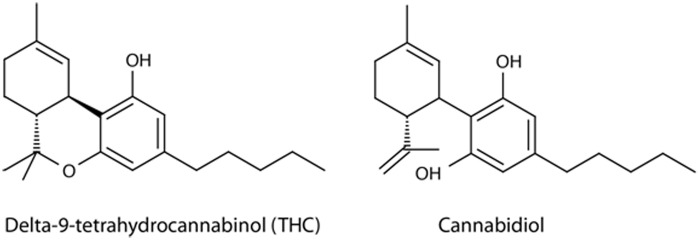 OH
O
Delta-9-tetrahydrocannabinol (THC)
OH
OH
Cannabidiol